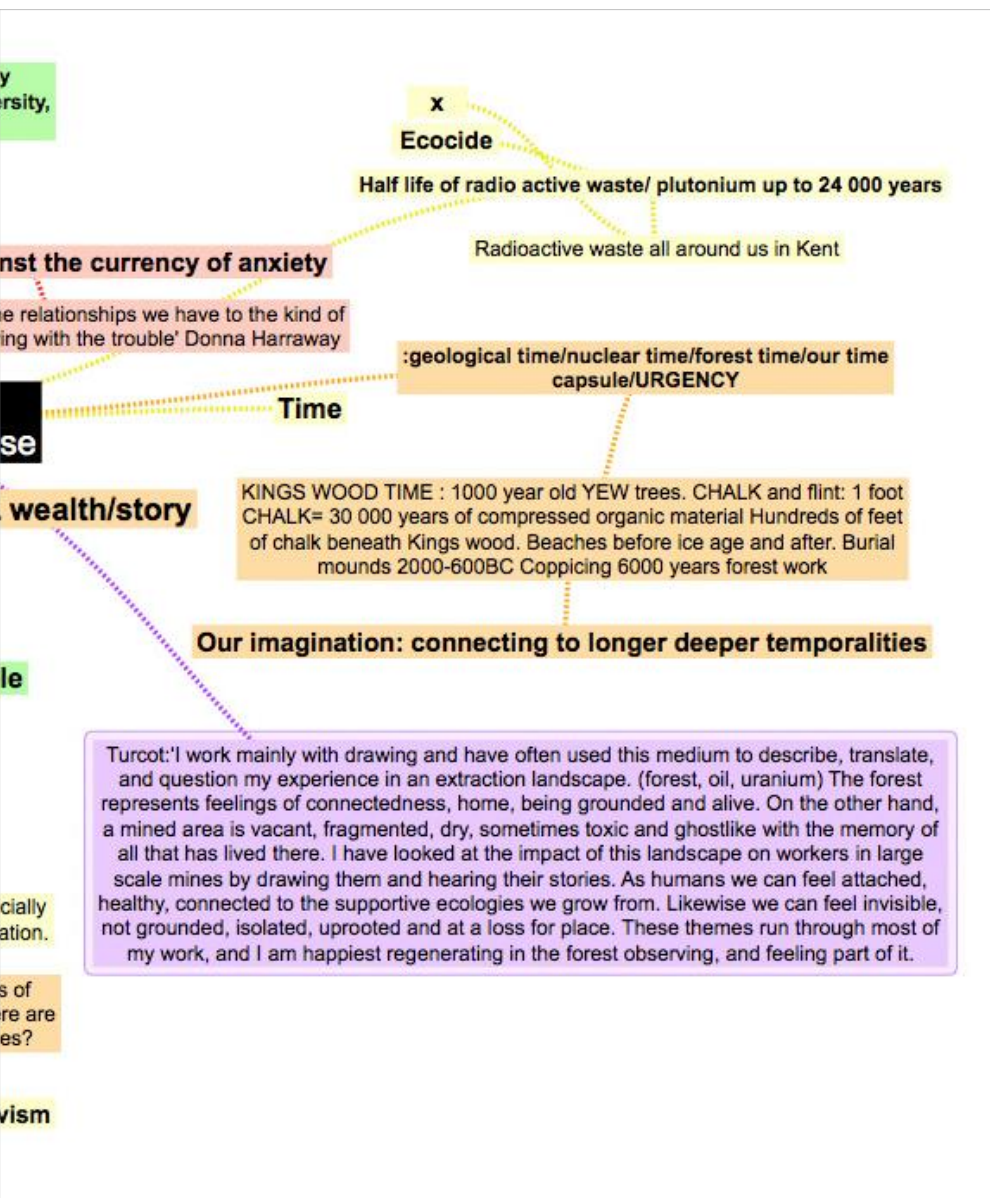 y
ersity,
x
Ecocide
Half life of radio active waste/ plutonium up to 24 000 years
Radioactive waste all around us in Kent
nst the currency of anxiety
e relationships we have to the kind of
ing with the trouble' Donna Harraway
:geological time/nuclear time/forest time/our time
capsule/URGENCY
Time
se
wealth/story
KINGS WOOD TIME : 1000 year old YEW trees. CHALK and flint: 1 foot
CHALK= 30 000 years of compressed organic material Hundreds of feet
of chalk beneath Kings wood. Beaches before ice age and after. Burial
mounds 2000-600BC Coppicing 6000 years forest work
Our imagination: connecting to longer deeper temporalities
le
Turcot:'I work mainly with drawing and have often used this medium to describe, translate,
and question my experience in an extraction landscape. (forest, oil, uranium) The forest
represents feelings of connectedness, home, being grounded and alive. On the other hand,
a mined area is vacant, fragmented, dry, sometimes toxic and ghostlike with the memory of
all that has lived there. I have looked at the impact of this landscape on workers in large
scale mines by drawing them and hearing their stories. As humans we can feel attached,
healthy, connected to the supportive ecologies we grow from. Likewise we can feel invisible,
not grounded, isolated, uprooted and at a loss for place. These themes run through most of
my work, and I am happiest regenerating in the forest observing, and feeling part of it.
cially
ation.
s of
ere are
es?
vism